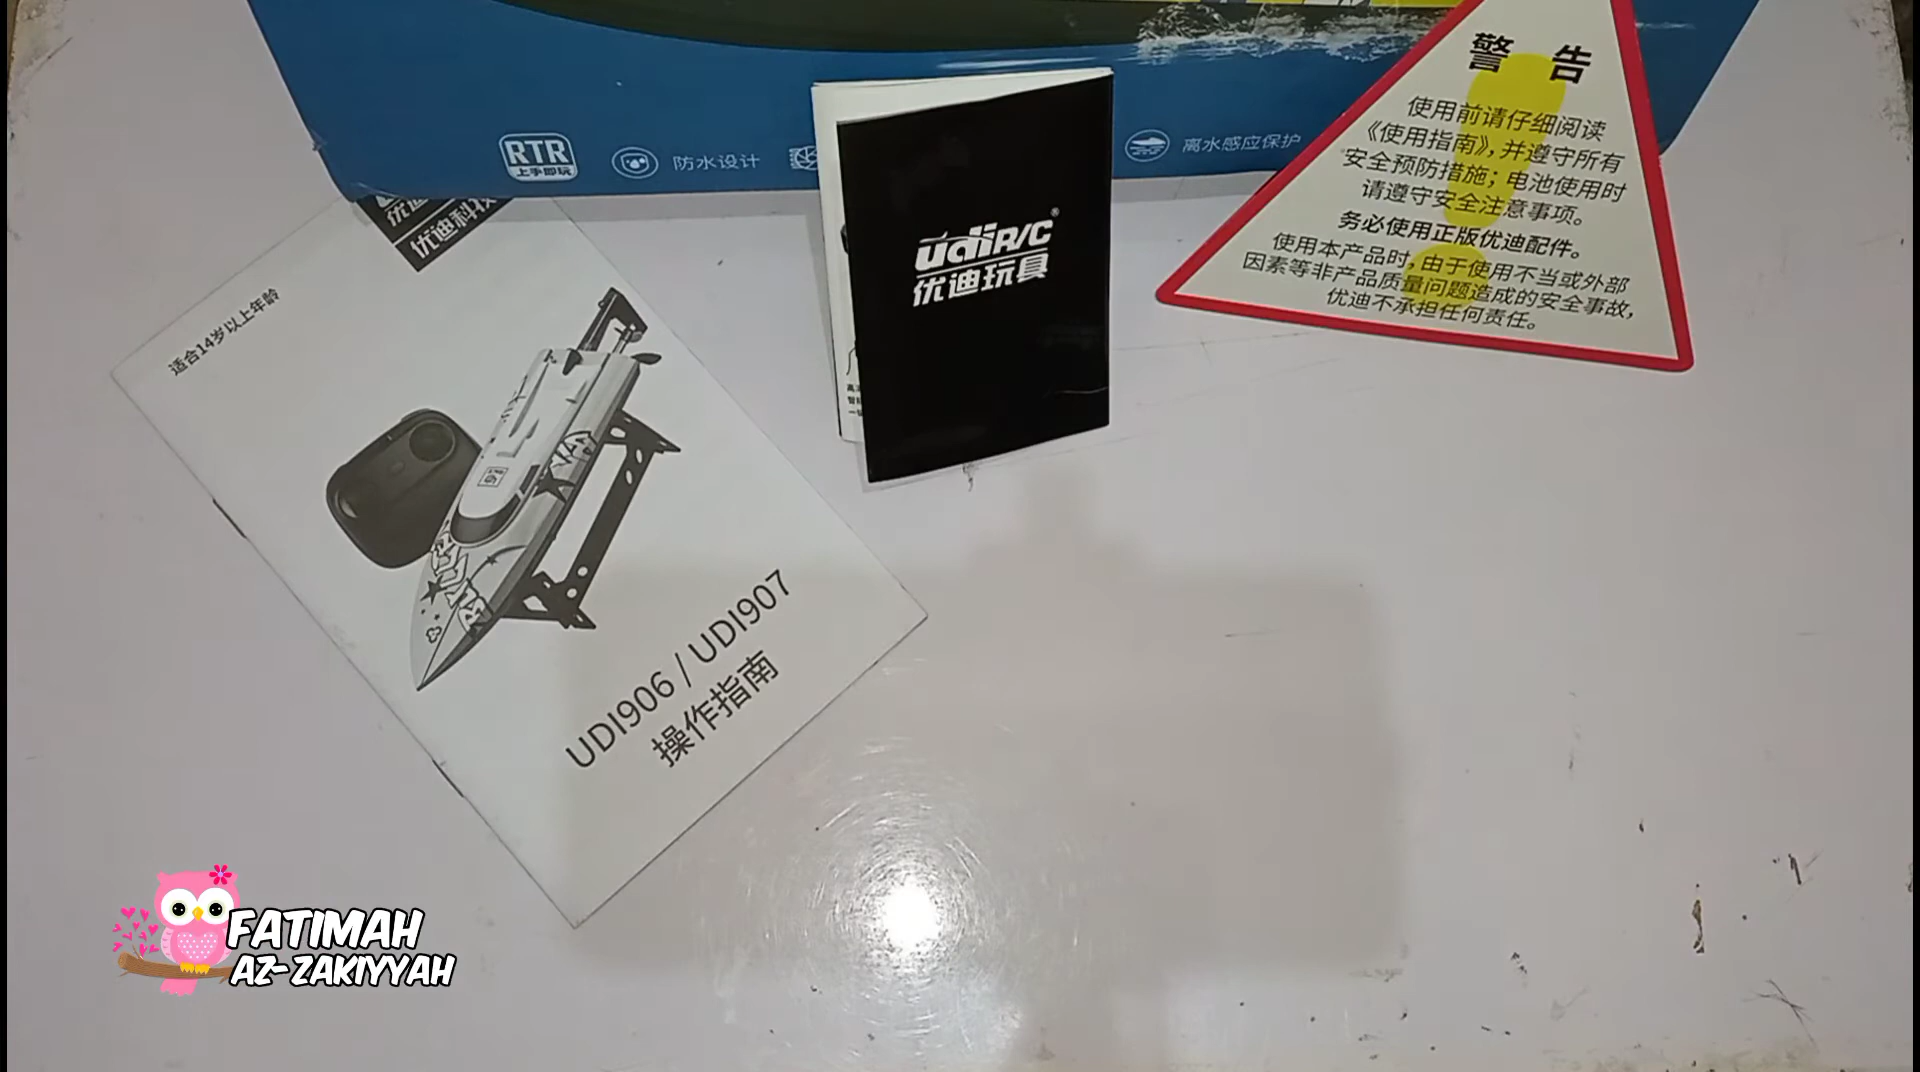 RTR
上手即玩
防水设计
离水感应保护
警 告
使用前请仔细阅读
《使用指南》，并遵守所有
安全预防措施；电池使用时
请遵守安全注意事项。
务必使用正版优迪配件。
使用本产品时，由于使用不当或外部
因素等非产品质量问题造成的安全事故，
优迪不承担任何责任。
udiR/C®
优迪玩具
优迪科技
适合14岁以上年龄
UDI906 / UDI907
操作指南
FATIMAH
AZ-ZAKIYYAH